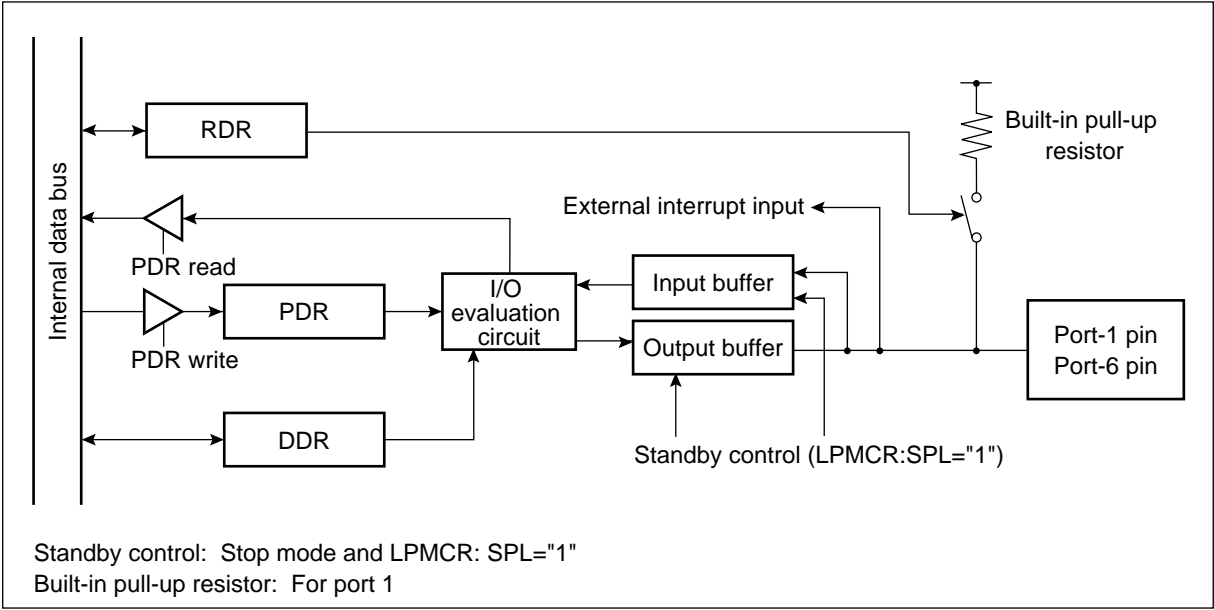 Internal data bus
RDR
Built-in pull-up
resistor
External interrupt input
PDR read
I/O
evaluation
circuit
Input buffer
PDR
PDR write
Output buffer
Port-1 pin
Port-6 pin
DDR
Standby control (LPMCR:SPL="1")
Standby control:  Stop mode and LPMCR: SPL="1"
Built-in pull-up resistor:  For port 1